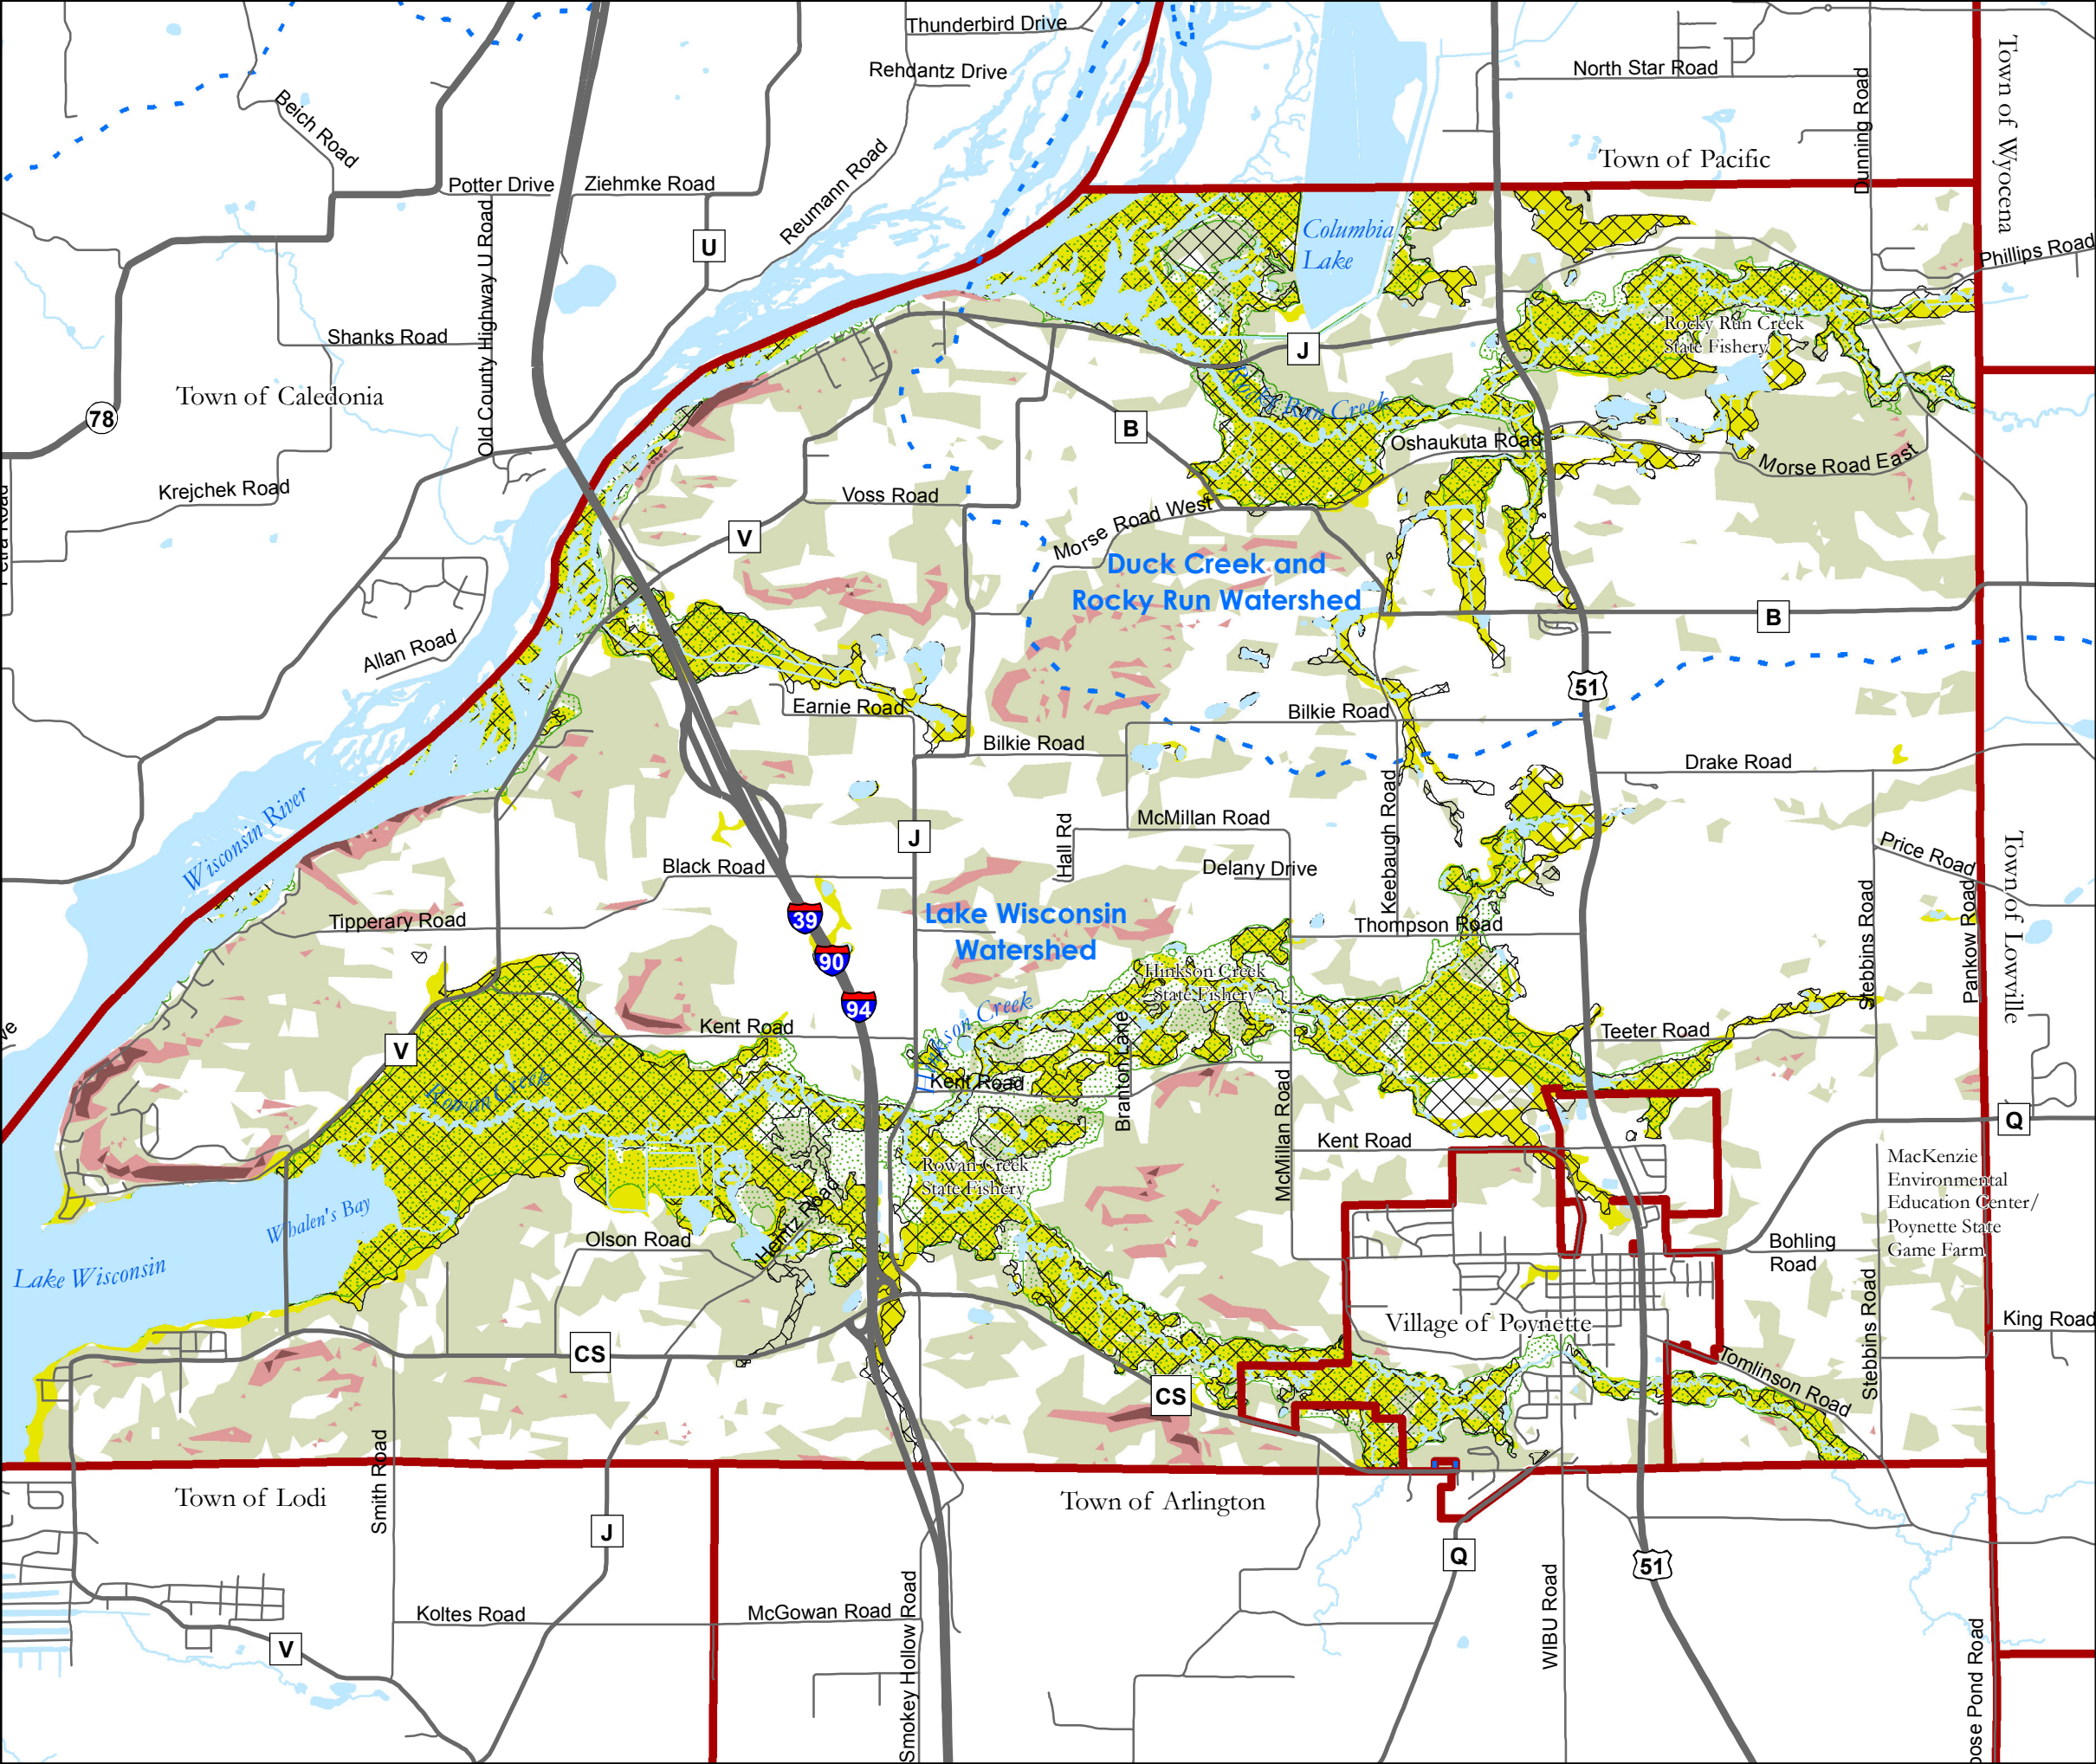 Thunderbird Drive
Rehdantz Drive
North Star Road
Dunning Road
Town of Wyocena
Beich Road
Town of Pacific
Potter Drive
Ziehmke Road
Reumann Road
Old County Highway U Road
U
Columbia
Lake
Phillips Road
Shanks Road
Rocky Run Creek
State Fishery
J
Town of Caledonia
78
Run Creek
B
Oshaukuta Road
Morse Road East
Krejchek Road
Voss Road
Morse Road West
V
Duck Creek and
Rocky Run Watershed
B
Allan Road
51
Earnie Road
Bilkie Road
Bilkie Road
Drake Road
Wisconsin River
Keebaugh Road
J
Hall Rd
McMillan Road
Price Road
Black Road
Delany Drive
Town of Lowville
39
Tipperary Road
Lake Wisconsin
Watershed
Thompson Road
Stebbins Road
Pankow Road
90
Hinkson Creek
State Fishery
94
Hinkson Creek
Kent Road
Teeter Road
V
Rowan Creek
Kent Road
Branton Lane
McMillan Road
Q
Kent Road
MacKenzie
Environmental
Education Center/
Poynette State
Game Farm
Rowan Creek
State Fishery
Whalen's Bay
Heintz Road
Olson Road
Bohling
Road
Lake Wisconsin
Stebbins Road
King Road
Village of Poynette
CS
Tomlinson Road
CS
Smith Road
Town of Lodi
Town of Arlington
J
Q
51
WIBU Road
Smokey Hollow Road
Koltes Road
McGowan Road
V
Pond Road